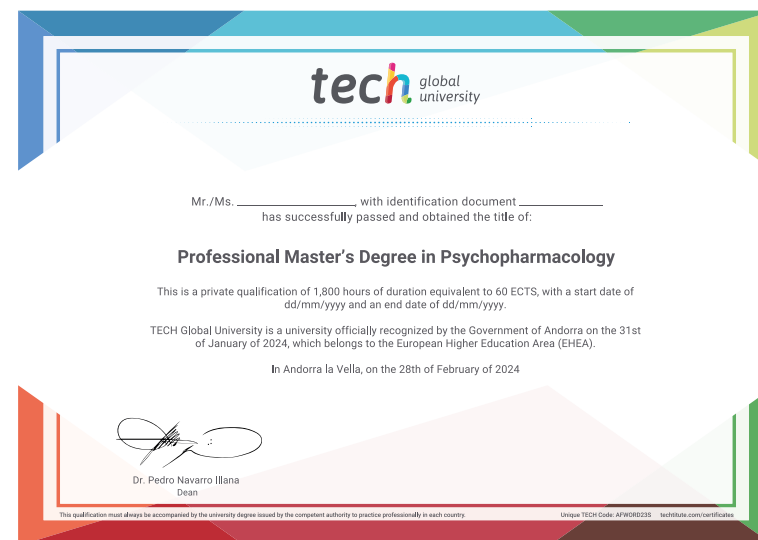 tech global
university
Mr./Ms. ____________, with identification document ____________
has successfully passed and obtained the title of:
Professional Master’s Degree in Psychopharmacology
This is a private qualification of 1,800 hours of duration equivalent to 60 ECTS, with a start date of
dd/mm/yyyy and an end date of dd/mm/yyyy.
TECH Global University is a university officially recognized by the Government of Andorra on the 31st
of January of 2024, which belongs to the European Higher Education Area (EHEA).
In Andorra la Vella, on the 28th of February of 2024
Dr. Pedro Navarro Illana
Dean
This qualification must always be accompanied by the university degree issued by the competent authority to practice professionally in each country. Unique TECH Code: AFWORD23S techtitute.com/certificates